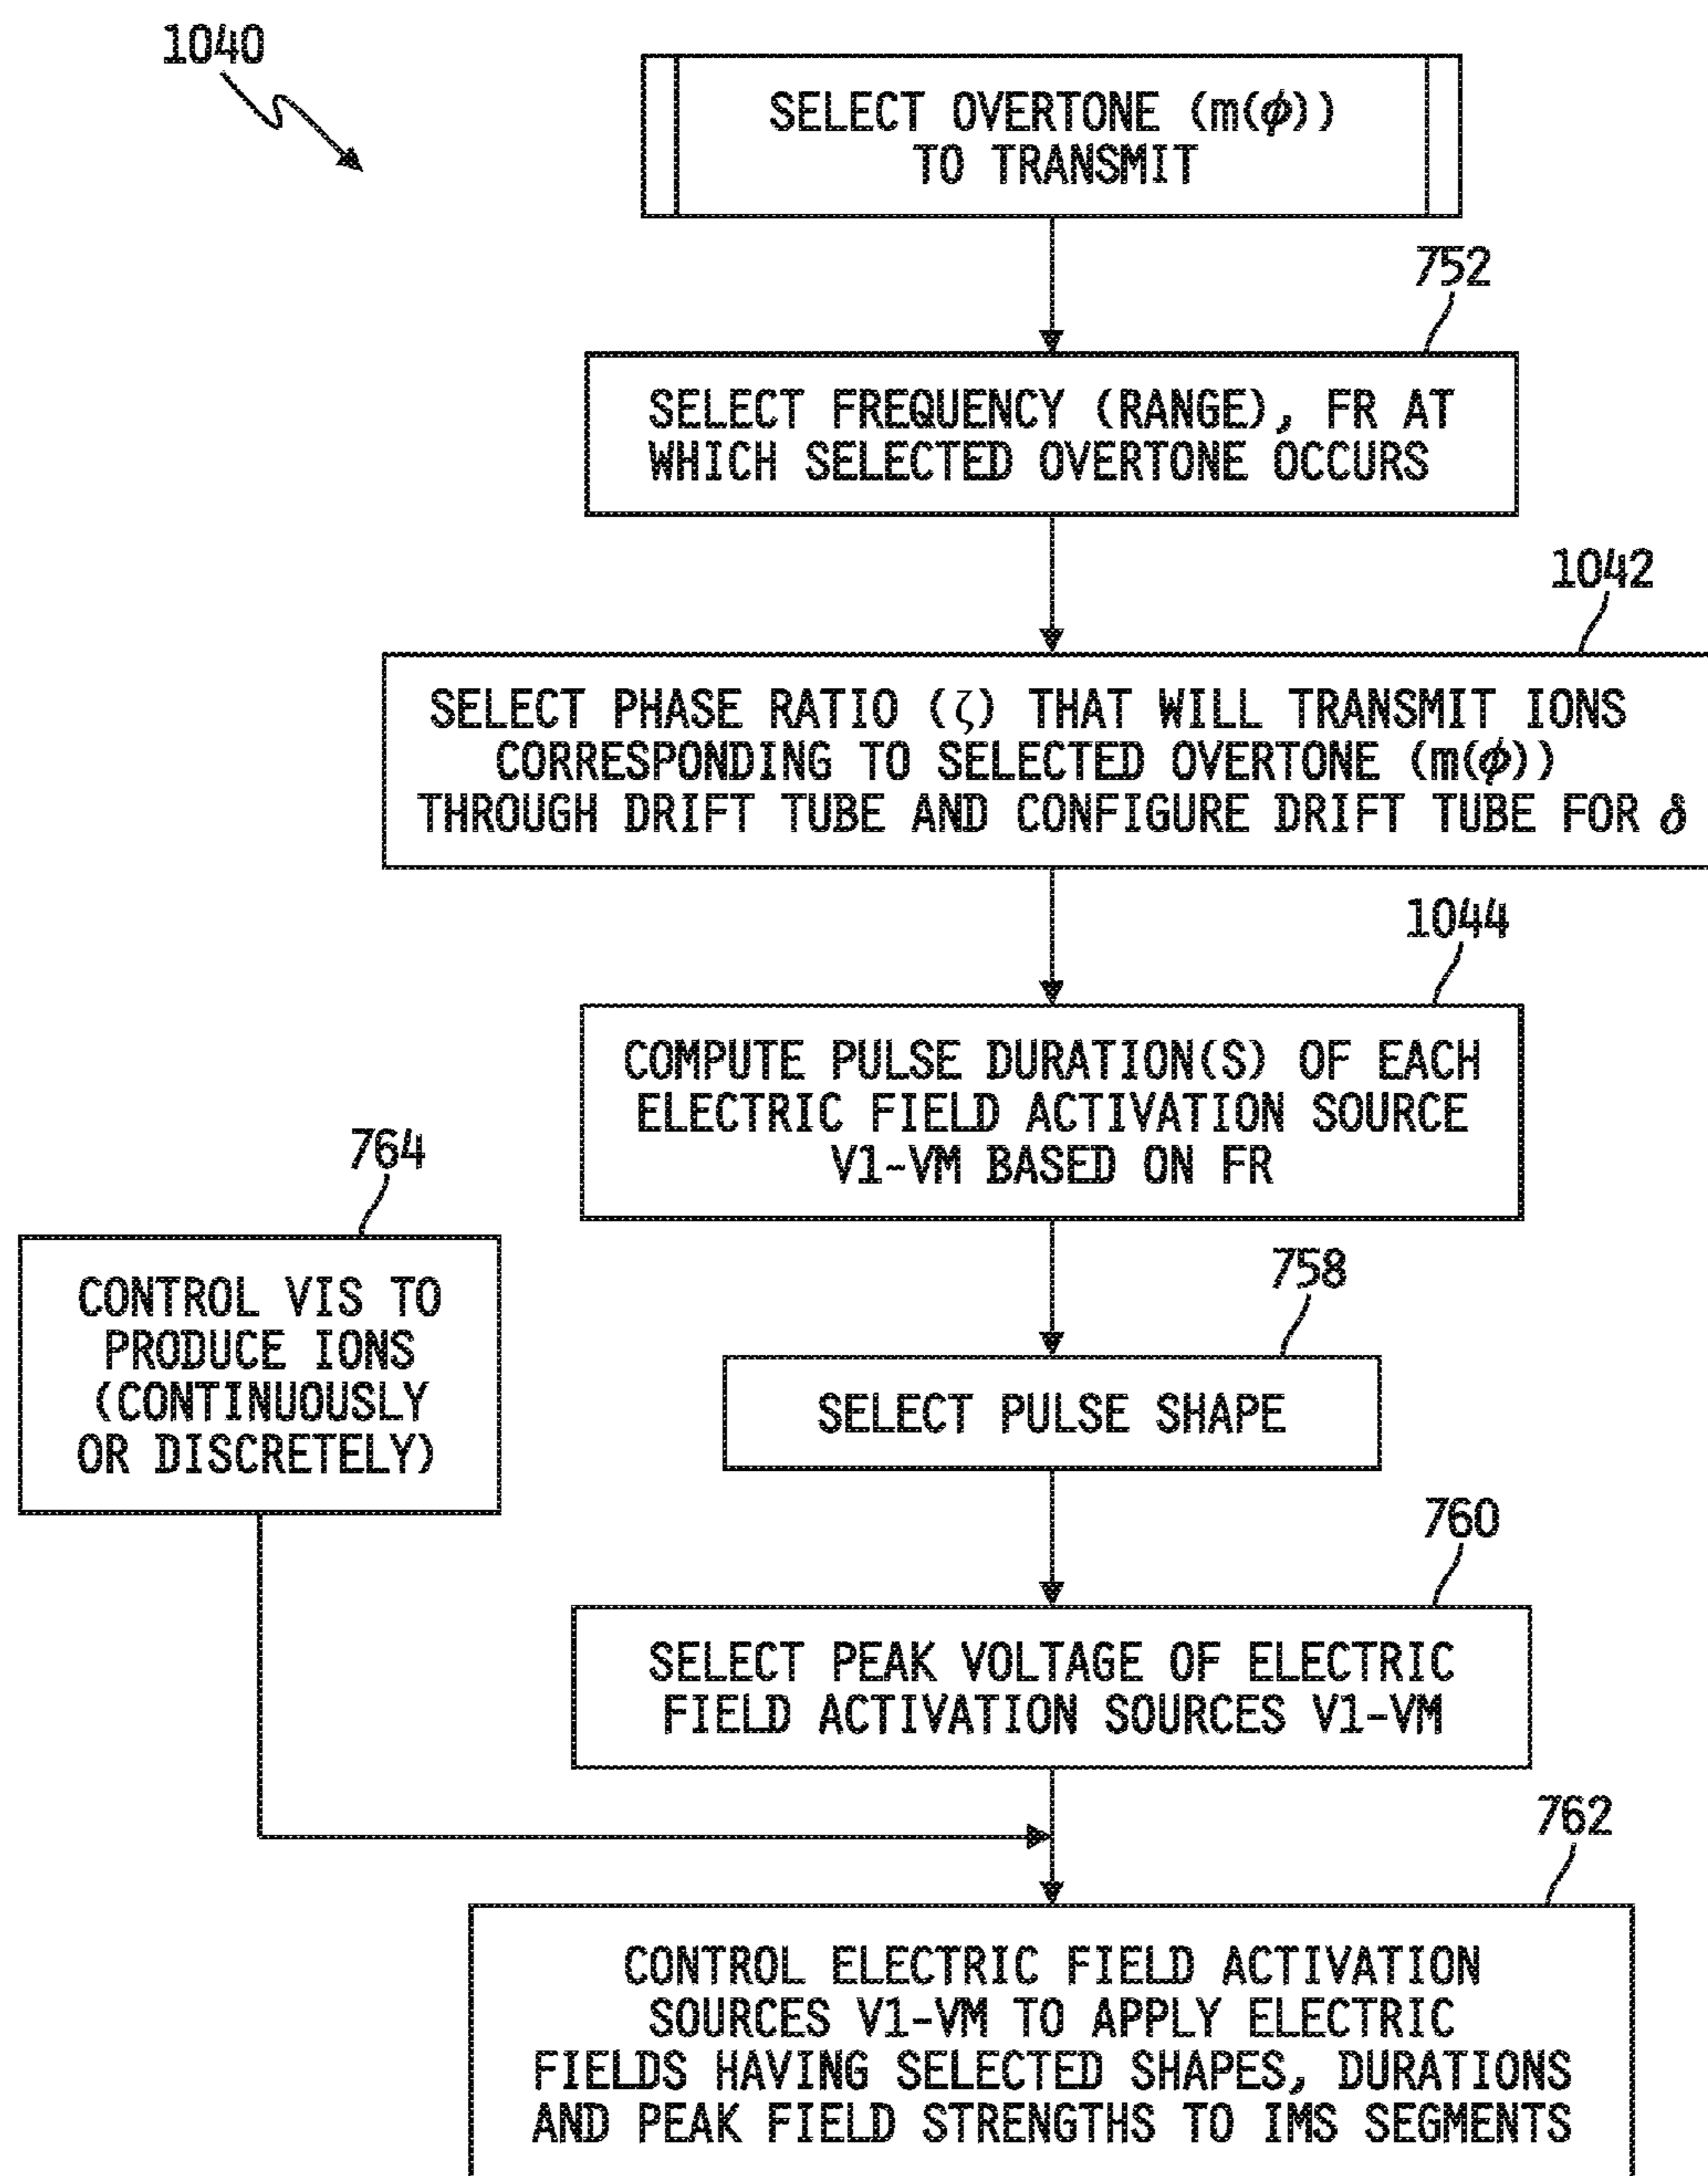 1040
SELECT OVERTONE (m(ϕ))
TO TRANSMIT
752
SELECT FREQUENCY (RANGE), FR AT
WHICH SELECTED OVERTONE OCCURS
1042
SELECT PHASE RATIO (ζ) THAT WILL TRANSMIT IONS
CORRESPONDING TO SELECTED OVERTONE (m(ϕ))
THROUGH DRIFT TUBE AND CONFIGURE DRIFT TUBE FOR δ
1044
COMPUTE PULSE DURATION(S) OF EACH
ELECTRIC FIELD ACTIVATION SOURCE
V1-VM BASED ON FR
764
CONTROL VIS TO
PRODUCE IONS
(CONTINUOUSLY
OR DISCRETELY)
758
SELECT PULSE SHAPE
760
SELECT PEAK VOLTAGE OF ELECTRIC
FIELD ACTIVATION SOURCES V1-VM
762
CONTROL ELECTRIC FIELD ACTIVATION
SOURCES V1-VM TO APPLY ELECTRIC
FIELDS HAVING SELECTED SHAPES, DURATIONS
AND PEAK FIELD STRENGTHS TO IMS SEGMENTS